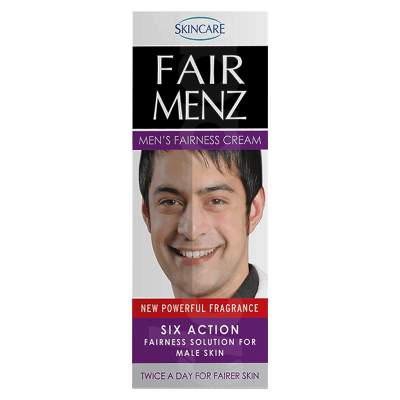 SKINCARE
FAIR
MENZ
MEN'S FAIRNESS CREAM
NEW POWERFUL FRAGRANCE
SIX ACTION
FAIRNESS SOLUTION FOR
MALE SKIN
TWICE A DAY FOR FAIRER SKIN